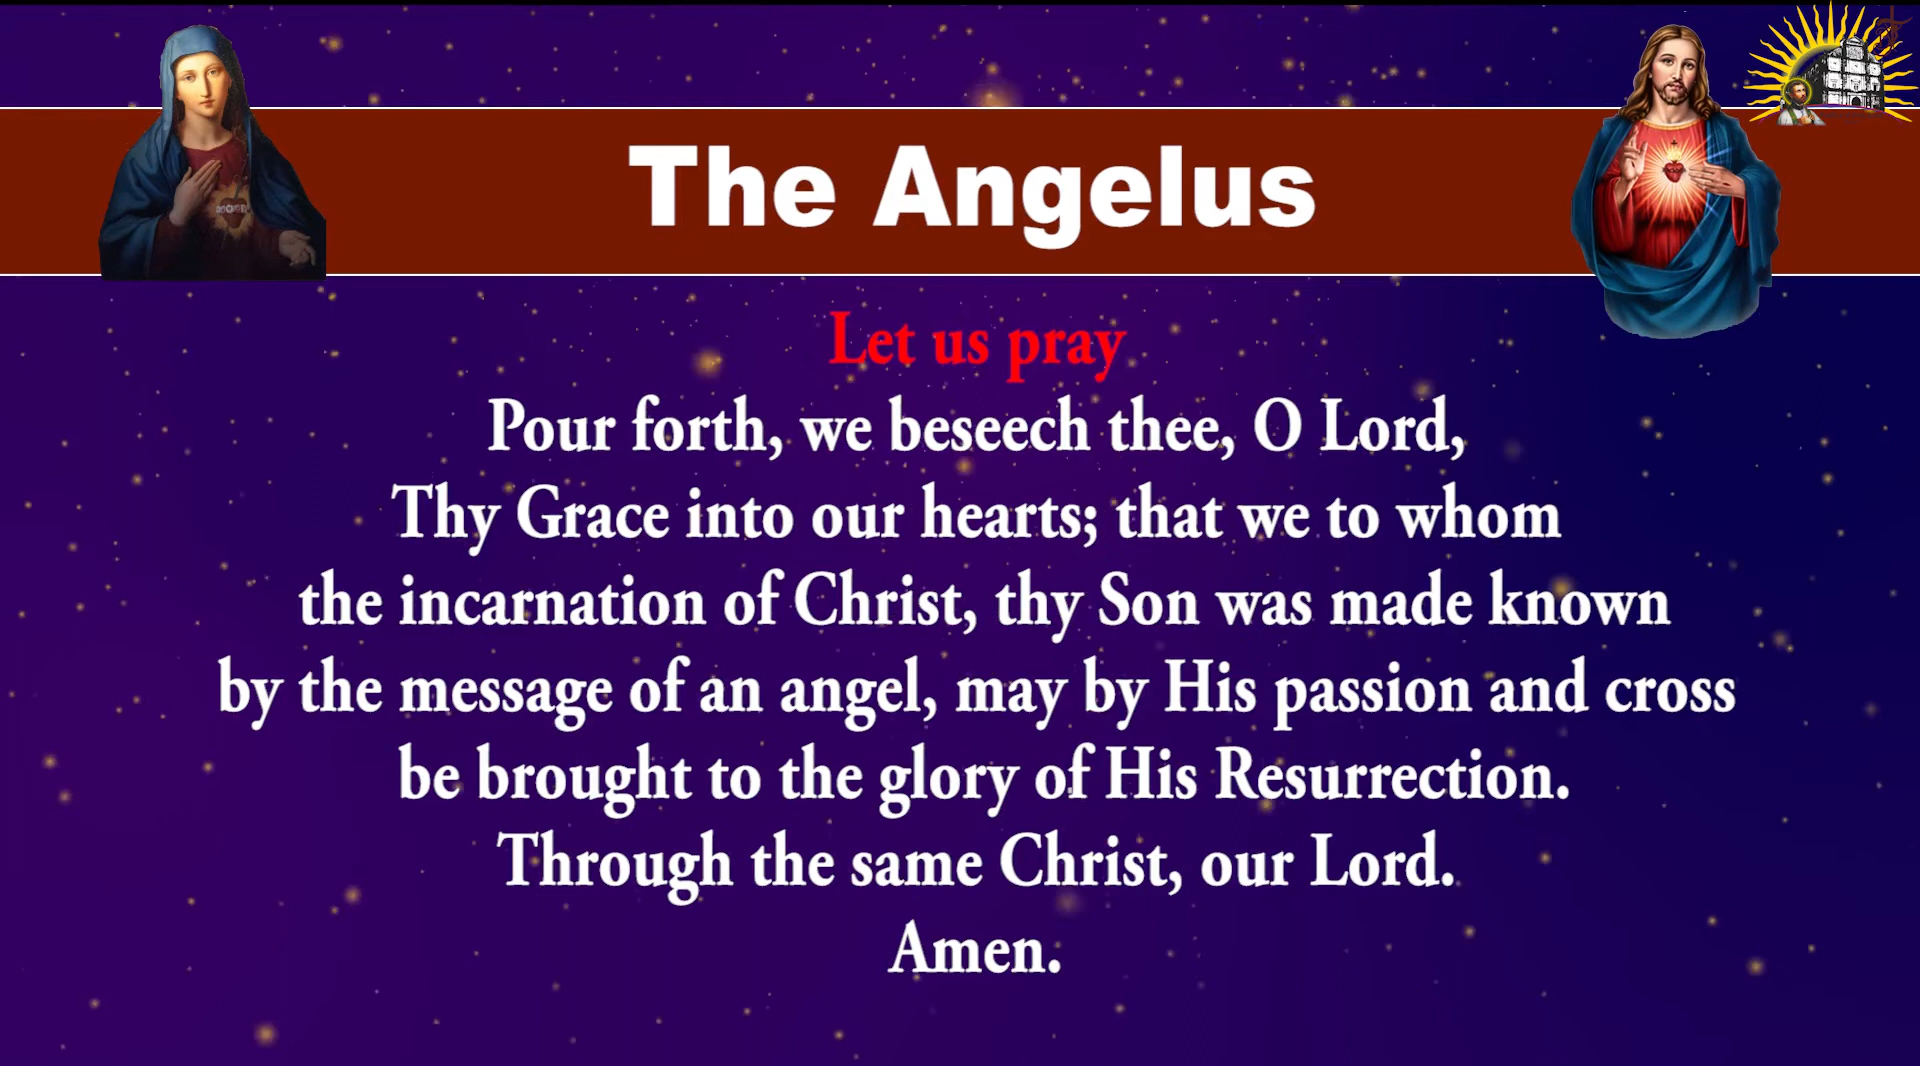 The Angelus
Let us pray
Pour forth, we beseech thee, O Lord,
Thy Grace into our hearts; that we to whom
the incarnation of Christ, thy Son was made known
by the message of an angel, may by His passion and cross
be brought to the glory of His Resurrection.
Through the same Christ, our Lord.
Amen.